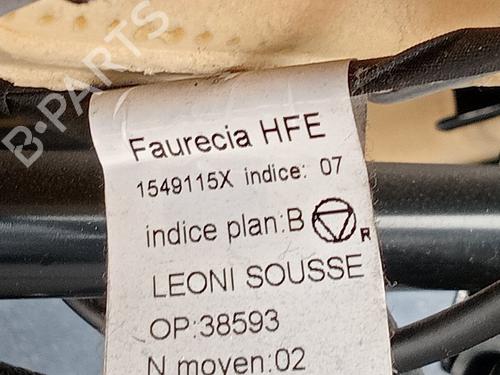 B-PARTS
Faurecia HFE
1549115X indice: 07
indice plan:B R
LEONI SOUSSE
OP:38593
N moyen:02